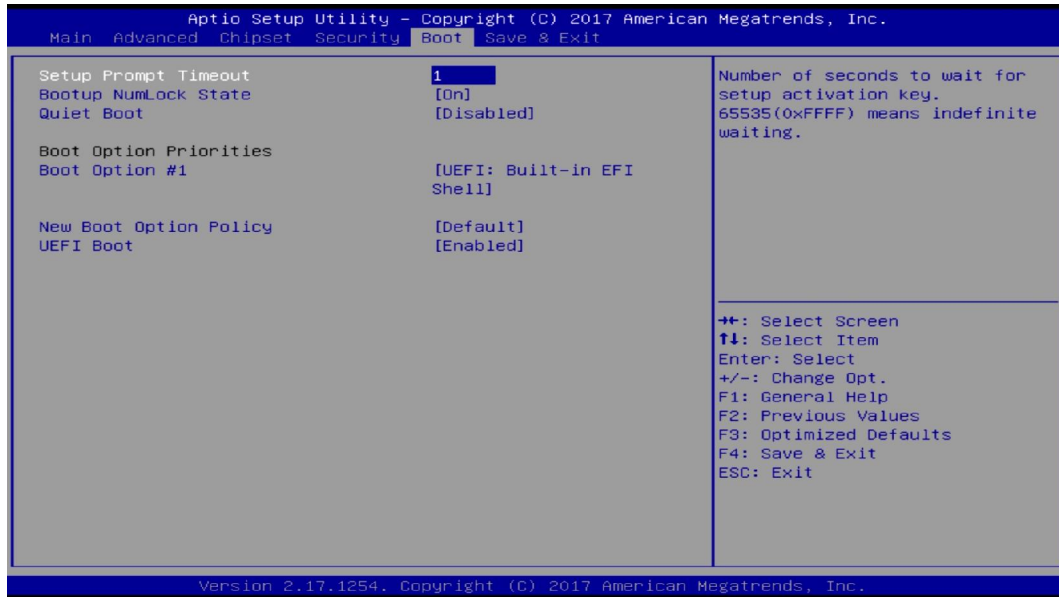 Aptio Setup Utility – Copyright (C) 2017 American Megatrends, Inc.
Main Advanced Chipset Security Boot Save & Exit
Setup Prompt Timeout 1
Bootup NumLock State [On]
Quiet Boot [Disabled]
Boot Option Priorities
Boot Option #1 [UEFI: Built-in EFI
Shell]
New Boot Option Policy [Default]
UEFI Boot [Enabled]
Number of seconds to wait for
setup activation key.
65535(0xFFFF) means indefinite
waiting.
→←: Select Screen
↑↓: Select Item
Enter: Select
+/-: Change Opt.
F1: General Help
F2: Previous Values
F3: Optimized Defaults
F4: Save & Exit
ESC: Exit
Version 2.17.1254. Copyright (C) 2017 American Megatrends, Inc.